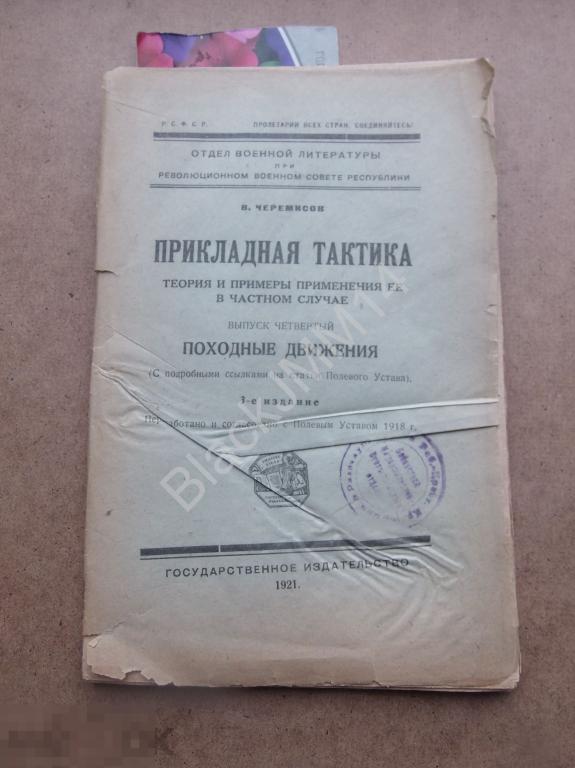 Р. С. Ф. С. Р. ПРОЛЕТАРИИ ВСЕХ СТРАН, СОЕДИНЯЙТЕСЬ!
ОТДЕЛ ВОЕННОЙ ЛИТЕРАТУРЫ
ПРИ
РЕВОЛЮЦИОННОМ ВОЕННОМ СОВЕТЕ РЕСПУБЛИКИ
В. ЧЕРЕМИСОВ
ПРИКЛАДНАЯ ТАКТИКА
ТЕОРИЯ И ПРИМЕРЫ ПРИМЕНЕНИЯ ЕЕ
В ЧАСТНОМ СЛУЧАЕ
ВЫПУСК ЧЕТВЕРТЫЙ
ПОХОДНЫЕ ДВИЖЕНИЯ
(С подробными ссылками на статьи Полевого Устава).
3-е издание
с Полевым Уставом 1918 г.
ГОСУДАРСТВЕННОЕ ИЗДАТЕЛЬСТВО
1921.
BlackJMM14